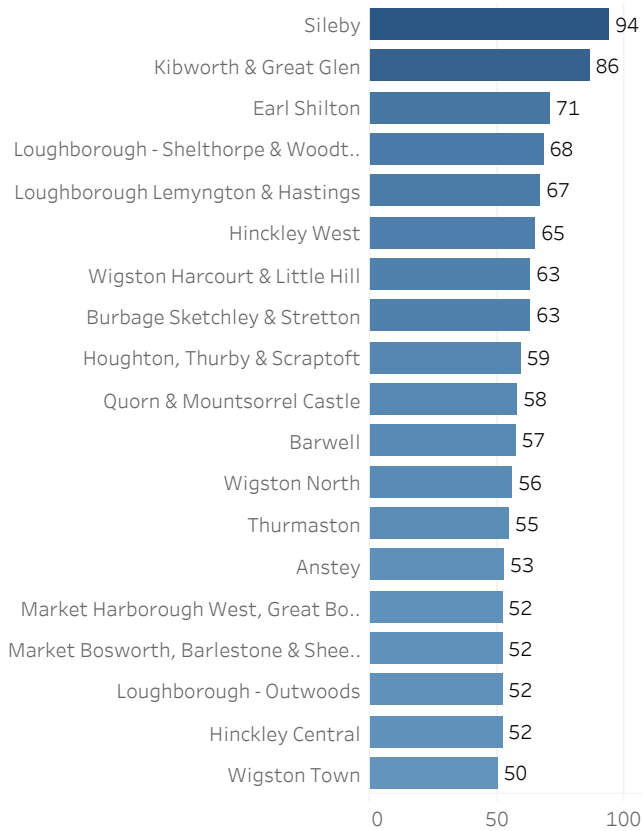 Sileby 94
Kibworth & Great Glen 86
Earl Shilton 71
Loughborough - Shelthorpe & Woodt.. 68
Loughborough Lemyngton & Hastings 67
Hinckley West 65
Wigston Harcourt & Little Hill 63
Burbage Sketchley & Stretton 63
Houghton, Thurby & Scraptoft 59
Quorn & Mountsorrel Castle 58
Barwell 57
Wigston North 56
Thurmaston 55
Anstey 53
Market Harborough West, Great Bo.. 52
Market Bosworth, Barlestone & Shee.. 52
Loughborough - Outwoods 52
Hinckley Central 52
Wigston Town 50
0 50 100